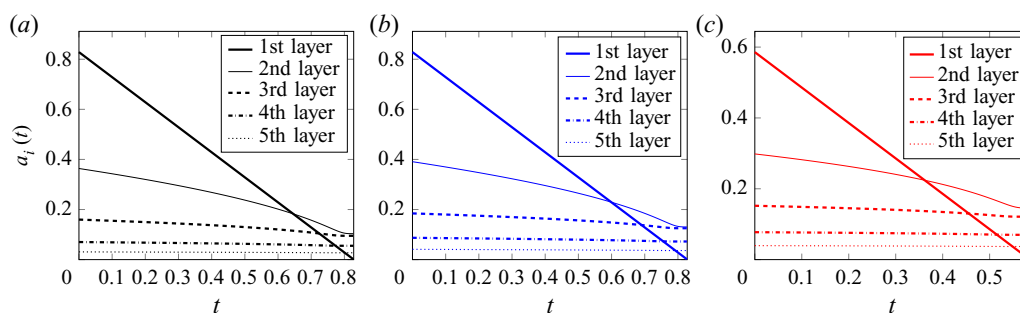 (a)
(b)
(c)
a_i (t)
0.8
0.6
0.4
0.2
0
0.1 0.2 0.3 0.4 0.5 0.6 0.7 0.8
t
1st layer
2nd layer
3rd layer
4th layer
5th layer
0.8
0.6
0.4
0.2
0
0.1 0.2 0.3 0.4 0.5 0.6 0.7 0.8
t
1st layer
2nd layer
3rd layer
4th layer
5th layer
0.6
0.4
0.2
0
0.1 0.2 0.3 0.4 0.5
t
1st layer
2nd layer
3rd layer
4th layer
5th layer